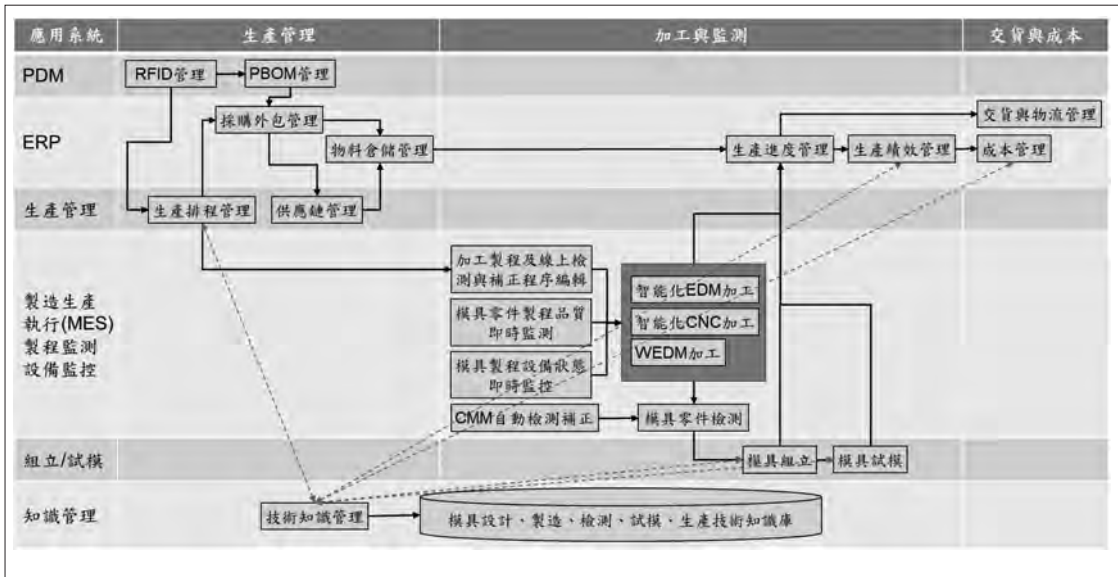 應用系統
生產管理
加工與監測
交貨與成本
PDM
RFID管理
PBOM管理
ERP
採購外包管理
物料倉儲管理
生產進度管理
生產績效管理
交貨與物流管理
成本管理
生產管理
生產排程管理
供應鏈管理
製造生產
執行(MES)
製程監測
設備監控
加工製程及線上檢
測與補正程序編輯
模具零件製程品質
即時監測
模具製程設備狀態
即時監控
CMM自動檢測補正
智能化EDM加工
智能化CNC加工
WEDM加工
模具零件檢測
組立/試模
模具組立
模具試模
知識管理
技術知識管理
模具設計、製造、檢測、試模、生產技術知識庫